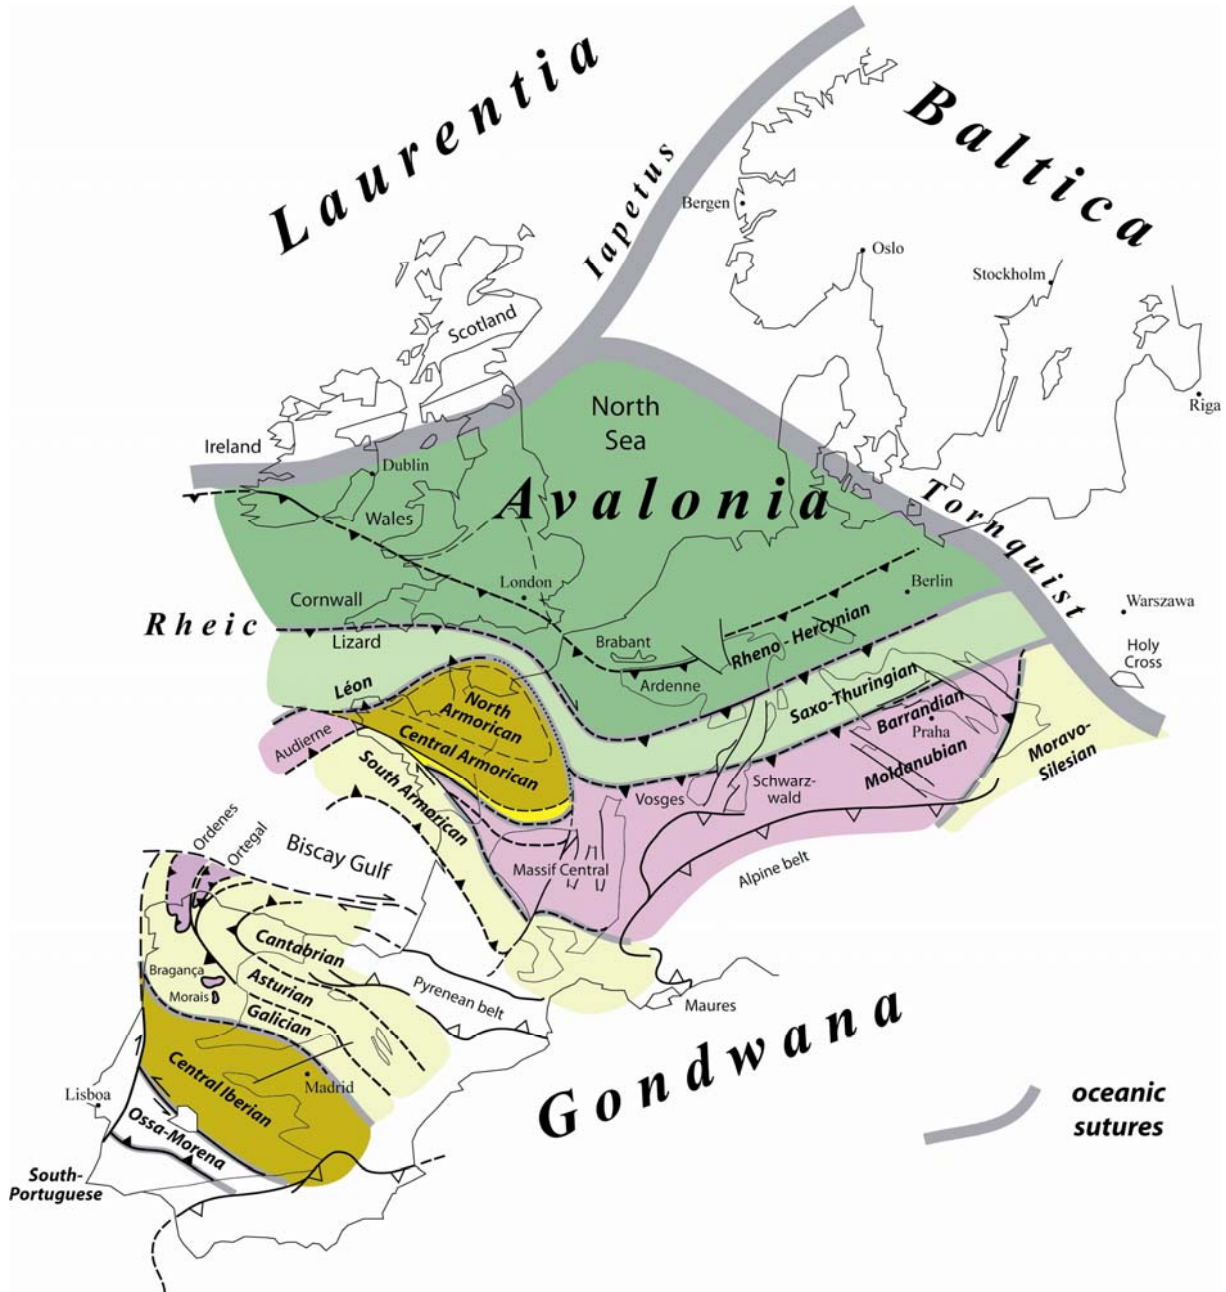 Laurentia
Baltica
Iapetus
Bergen
Oslo
Stockholm
Scotland
Riga
North
Sea
Ireland
Dublin
Avalonia
Tornquist
Wales
London
Berlin
Cornwall
Warszawa
Rheic
Lizard
Brabant
Rheno-Hercynian
Holy
Cross
Ardenne
Léon
Saxo-Thuringian
North
Armorican
Barrandian
Praha
Audierne
Central Armorican
Moldanubian
Moravo-
Silesian
South Armorican
Vosges
Schwarz-
wald
Ordenes
Ortegal
Biscay Gulf
Massif Central
Alpine belt
Cantabrian
Bragança
Asturian
Pyrenean belt
Morais
Galician
Maures
Gondwana
Central Iberian
Madrid
Lisboa
Ossa-Morena
South-
Portuguese
oceanic
sutures